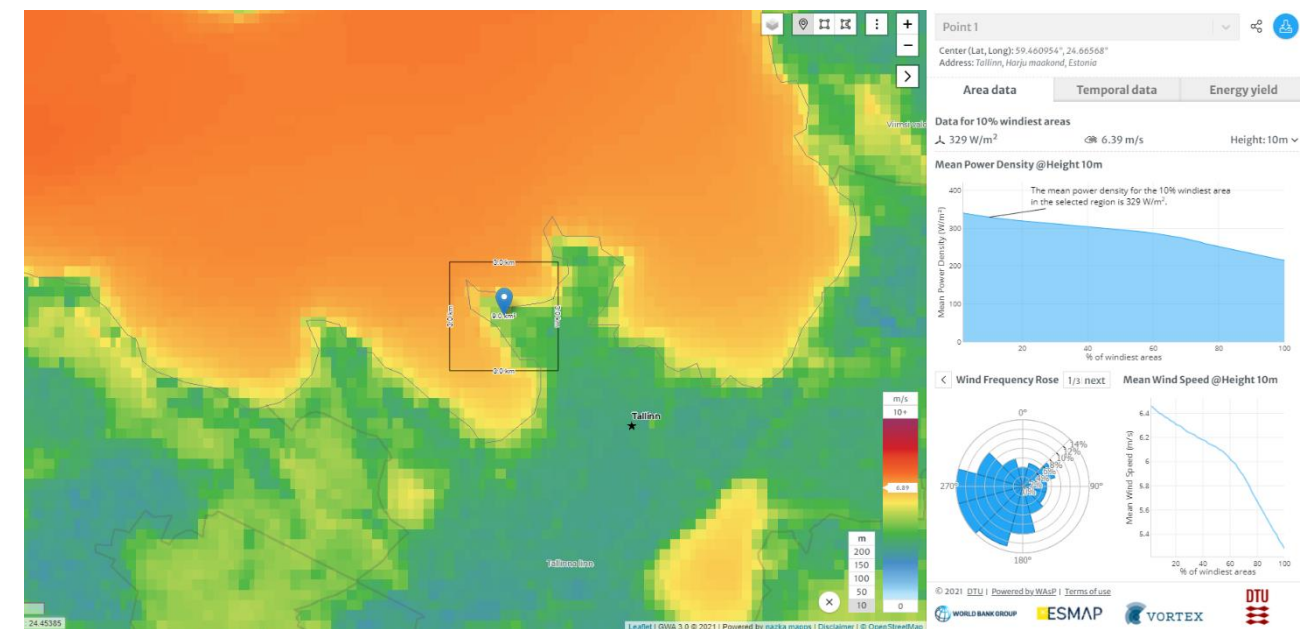 +
−
Viimsi vald
3.0 km
3.0 km
Tallinn
Tallinna linn
m/s
10+
6.89
0
m
200
150
100
50
10
24.45385
Leaflet | GWA 3.0 © 2021 | Powered by nazka mapps | Disclaimer | © OpenStreetMap
Point 1
Center (Lat, Long): 59.460954°, 24.66568°
Address: Tallinn, Harju maakond, Estonia
Area data
Temporal data
Energy yield
Data for 10% windiest areas
329 W/m²
6.39 m/s
Height: 10m
Mean Power Density @Height 10m
The mean power density for the 10% windiest area
in the selected region is 329 W/m².
Mean Power Density (W/m²)
400
300
200
100
0
20 40 60 80 100
% of windiest areas
Wind Frequency Rose
1/3 next
0°
90°
180°
270°
14%
12%
10%
8%
Mean Wind Speed @Height 10m
Mean Wind Speed (m/s)
6.4
6.2
6
5.8
5.6
5.4
20 40 60 80 100
% of windiest areas
© 2021 DTU | Powered by WAsP | Terms of use
WORLD BANK GROUP
ESMAP
VORTEX
DTU